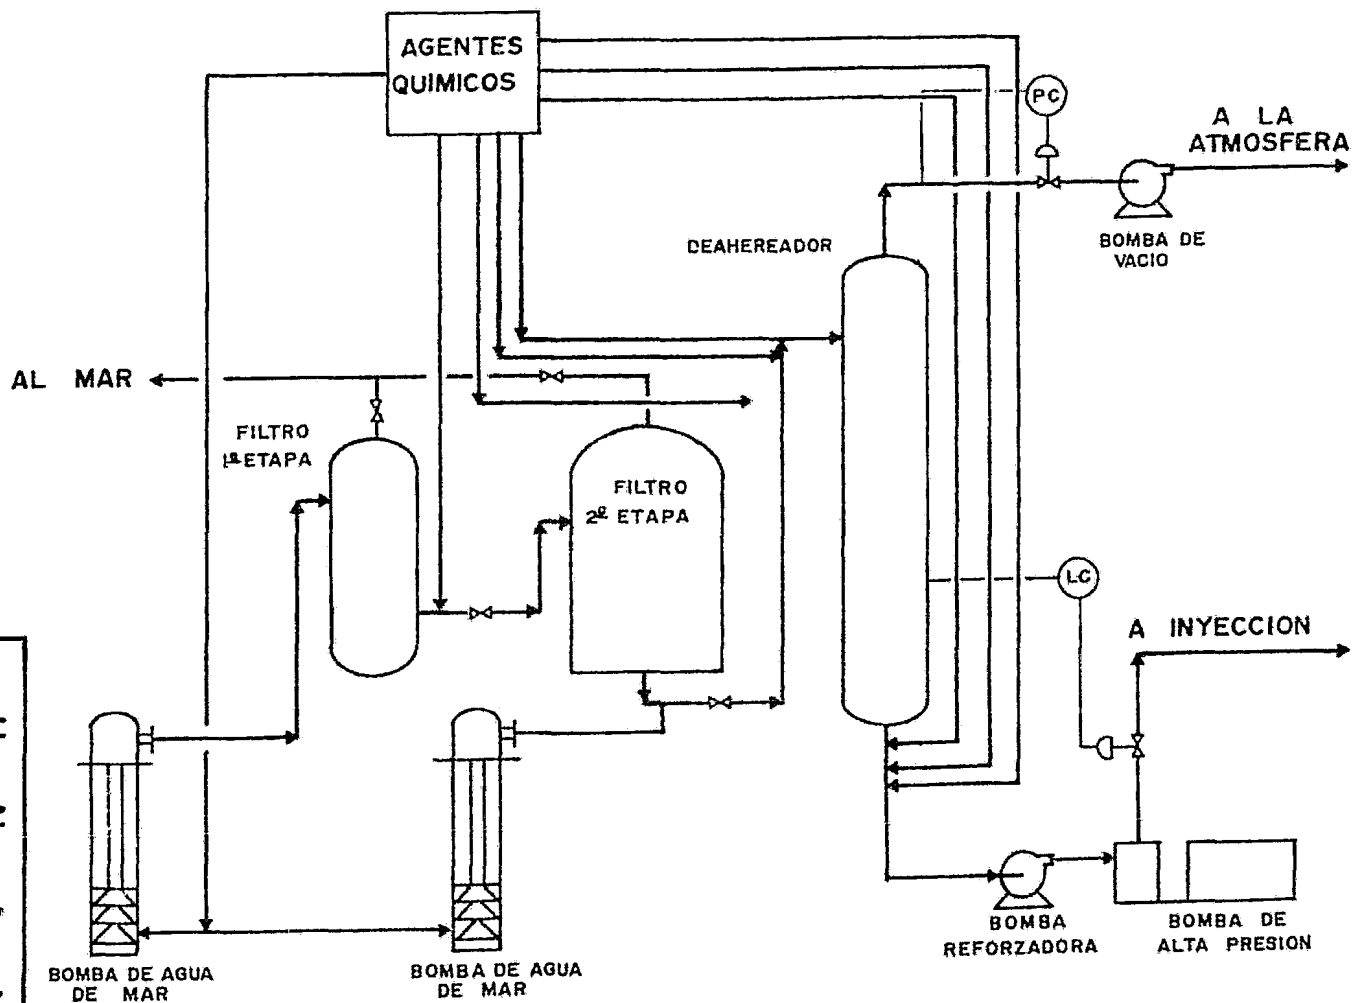 AGENTES
QUIMICOS
PC
A LA
ATMOSFERA
BOMBA DE
VACIO
DEAHEREADOR
AL MAR
FILTRO
1ª ETAPA
FILTRO
2ª ETAPA
LC
A INYECCION
BOMBA
REFORZADORA
BOMBA DE
ALTA PRESION
BOMBA DE AGUA
DE MAR
BOMBA DE AGUA
DE MAR